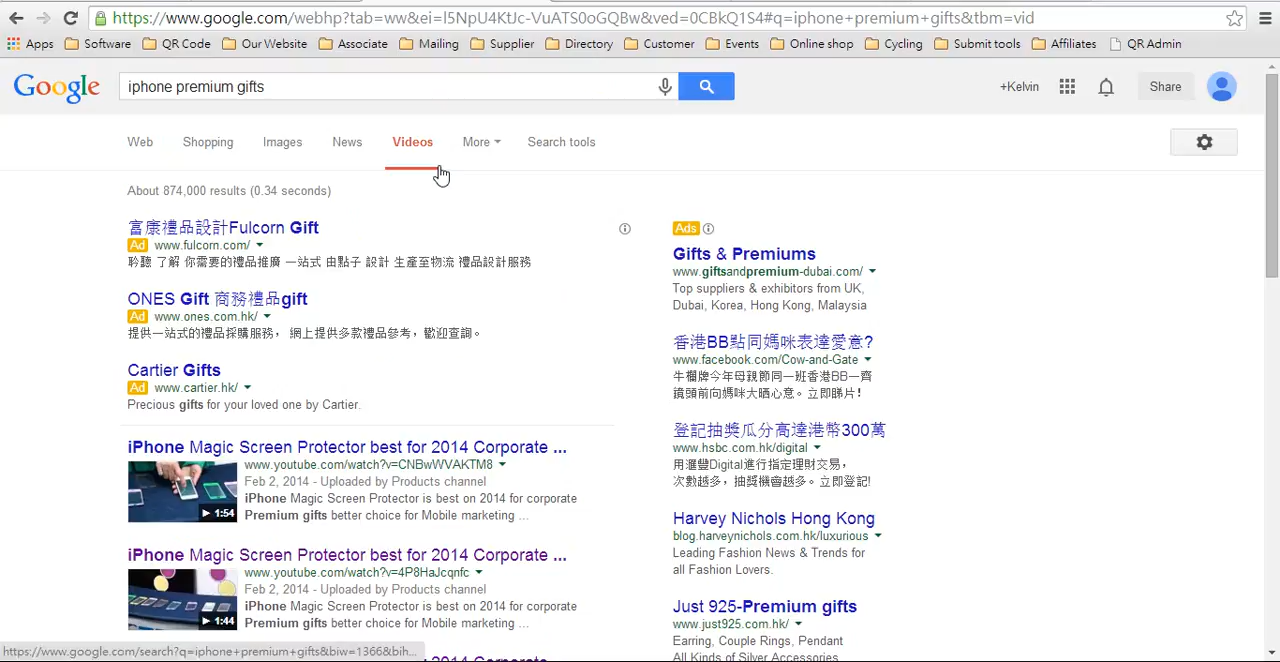 https://www.google.com/webhp?tab=ww&ei=l5NpU4KtJc-VuATS0oGQBw&ved=0CBkQ1S4#q=iphone+premium+gifts&tbm=vid
Apps Software QR Code Our Website Associate Mailing Supplier Directory Customer Events Online shop Cycling Submit tools Affiliates QR Admin
Google iphone premium gifts +Kelvin Share
Web Shopping Images News Videos More Search tools
About 874,000 results (0.34 seconds)
富康禮品設計Fulcorn Gift
Ad www.fulcorn.com/
聆聽 了解 你需要的禮品推廣 一站式 由點子 設計 生產至物流 禮品設計服務
ONES Gift 商務禮品gift
Ad www.ones.com.hk/
提供一站式的禮品採購服務, 網上提供多款禮品參考, 歡迎查詢。
Cartier Gifts
Ad www.cartier.hk/
Precious gifts for your loved one by Cartier.
iPhone Magic Screen Protector best for 2014 Corporate ...
www.youtube.com/watch?v=CNBwWVAKTM8
Feb 2, 2014 - Uploaded by Products channel
iPhone Magic Screen Protector is best on 2014 for corporate
Premium gifts better choice for Mobile marketing ...
1:54
iPhone Magic Screen Protector best for 2014 Corporate ...
www.youtube.com/watch?v=4P8HaJcqnfc
Feb 2, 2014 - Uploaded by Products channel
iPhone Magic Screen Protector is best on 2014 for corporate
Premium gifts better choice for Mobile marketing ...
1:44
Ads
Gifts & Premiums
www.giftsandpremium-dubai.com/
Top suppliers & exhibitors from UK,
Dubai, Korea, Hong Kong, Malaysia
香港BB點同媽咪表達愛意?
www.facebook.com/Cow-and-Gate
牛欄牌今年母親節同一班香港BB一齊
鏡頭前向媽咪大晒心意。立即睇片!
登記抽獎瓜分高達港幣300萬
www.hsbc.com.hk/digital
用滙豐Digital進行指定理財交易,
次數越多, 抽獎機會越多。立即登記!
Harvey Nichols Hong Kong
blog.harveynichols.com.hk/luxurious
Leading Fashion News & Trends for
all Fashion Lovers.
Just 925-Premium gifts
www.just925.com.hk/
Earring, Couple Rings, Pendant
All Kinds of Silver Accessories
https://www.google.com/search?q=iphone+premium+gifts&biw=1366&bih...